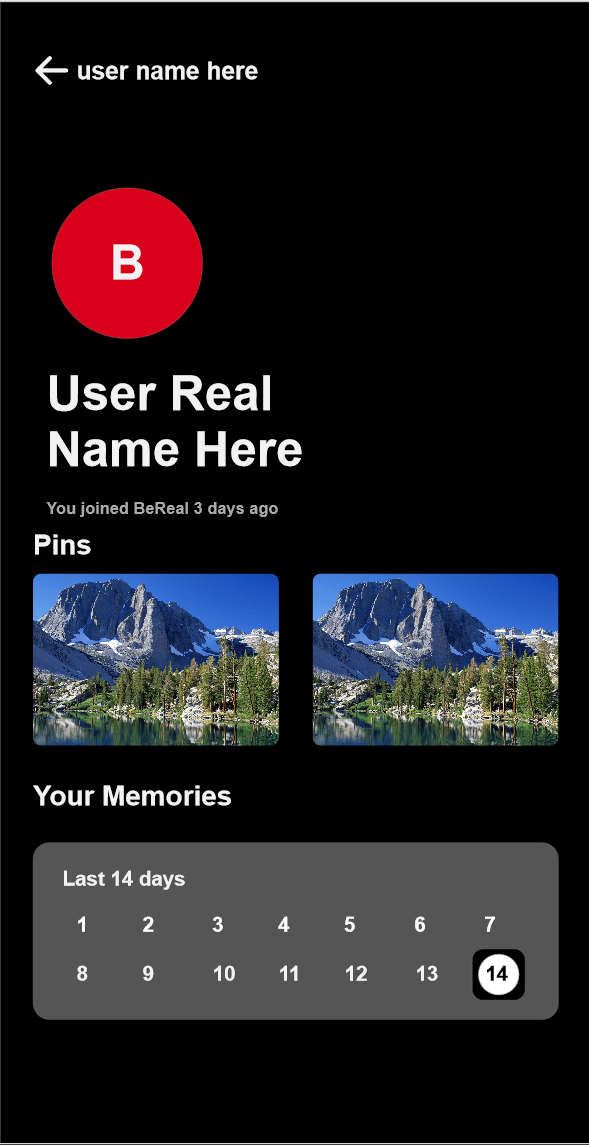 user name here
B
User Real
Name Here
You joined BeReal 3 days ago
Pins
Your Memories
Last 14 days
1 2 3 4 5 6 7
8 9 10 11 12 13 14